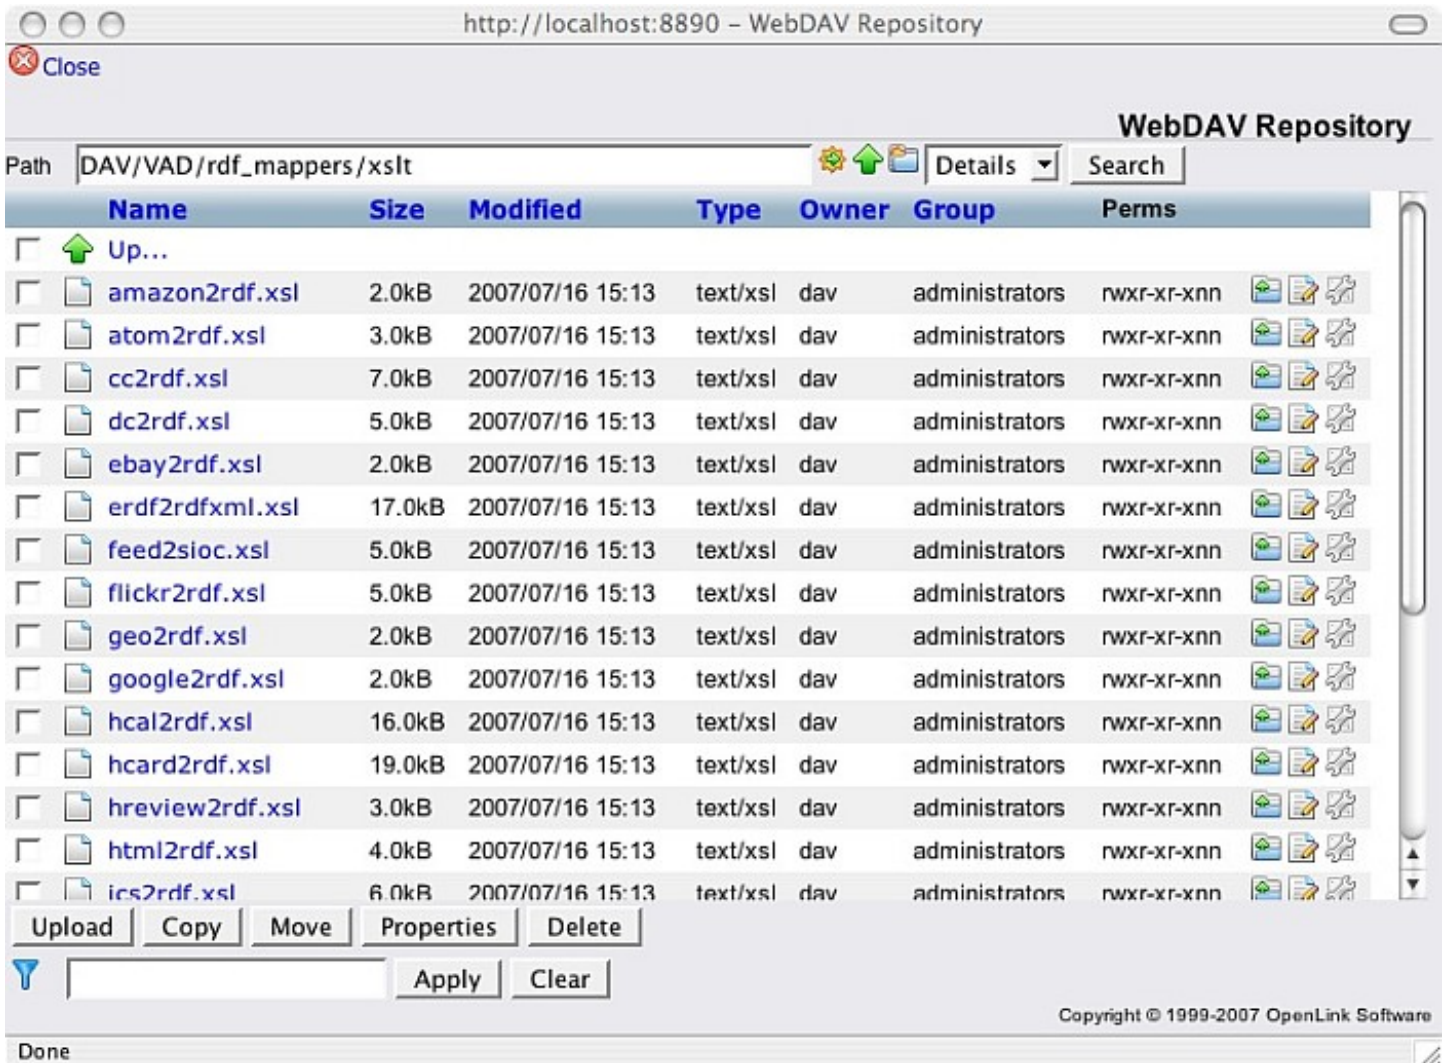 http://localhost:8890 – WebDAV Repository
Close
WebDAV Repository
Path DAV/VAD/rdf_mappers/xslt Details Search
Name Size Modified Type Owner Group Perms
Up...
amazon2rdf.xsl 2.0kB 2007/07/16 15:13 text/xsl dav administrators rwxr-xr-xnn
atom2rdf.xsl 3.0kB 2007/07/16 15:13 text/xsl dav administrators rwxr-xr-xnn
cc2rdf.xsl 7.0kB 2007/07/16 15:13 text/xsl dav administrators rwxr-xr-xnn
dc2rdf.xsl 5.0kB 2007/07/16 15:13 text/xsl dav administrators rwxr-xr-xnn
ebay2rdf.xsl 2.0kB 2007/07/16 15:13 text/xsl dav administrators rwxr-xr-xnn
erdf2rdfxml.xsl 17.0kB 2007/07/16 15:13 text/xsl dav administrators rwxr-xr-xnn
feed2sioc.xsl 5.0kB 2007/07/16 15:13 text/xsl dav administrators rwxr-xr-xnn
flickr2rdf.xsl 5.0kB 2007/07/16 15:13 text/xsl dav administrators rwxr-xr-xnn
geo2rdf.xsl 2.0kB 2007/07/16 15:13 text/xsl dav administrators rwxr-xr-xnn
google2rdf.xsl 2.0kB 2007/07/16 15:13 text/xsl dav administrators rwxr-xr-xnn
hcal2rdf.xsl 16.0kB 2007/07/16 15:13 text/xsl dav administrators rwxr-xr-xnn
hcard2rdf.xsl 19.0kB 2007/07/16 15:13 text/xsl dav administrators rwxr-xr-xnn
hreview2rdf.xsl 3.0kB 2007/07/16 15:13 text/xsl dav administrators rwxr-xr-xnn
html2rdf.xsl 4.0kB 2007/07/16 15:13 text/xsl dav administrators rwxr-xr-xnn
ics2rdf.xsl 6.0kB 2007/07/16 15:13 text/xsl dav administrators rwxr-xr-xnn
Upload Copy Move Properties Delete
Apply Clear
Copyright © 1999-2007 OpenLink Software
Done